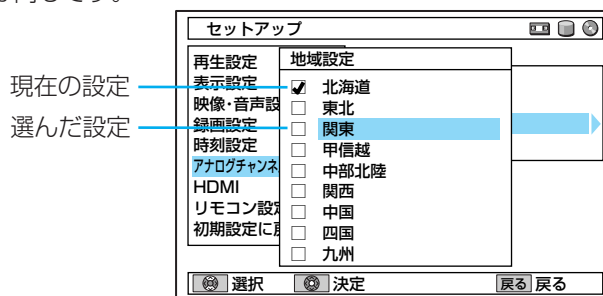 セットアップ
再生設定
表示設定
映像・音声設
録画設定
時刻設定
アナログチャンネ
HDMI
リモコン設定
初期設定に戻
地域設定
北海道
東北
関東
甲信越
中部北陸
関西
中国
四国
九州
現在の設定
選んだ設定
選択 決定 戻る 戻る